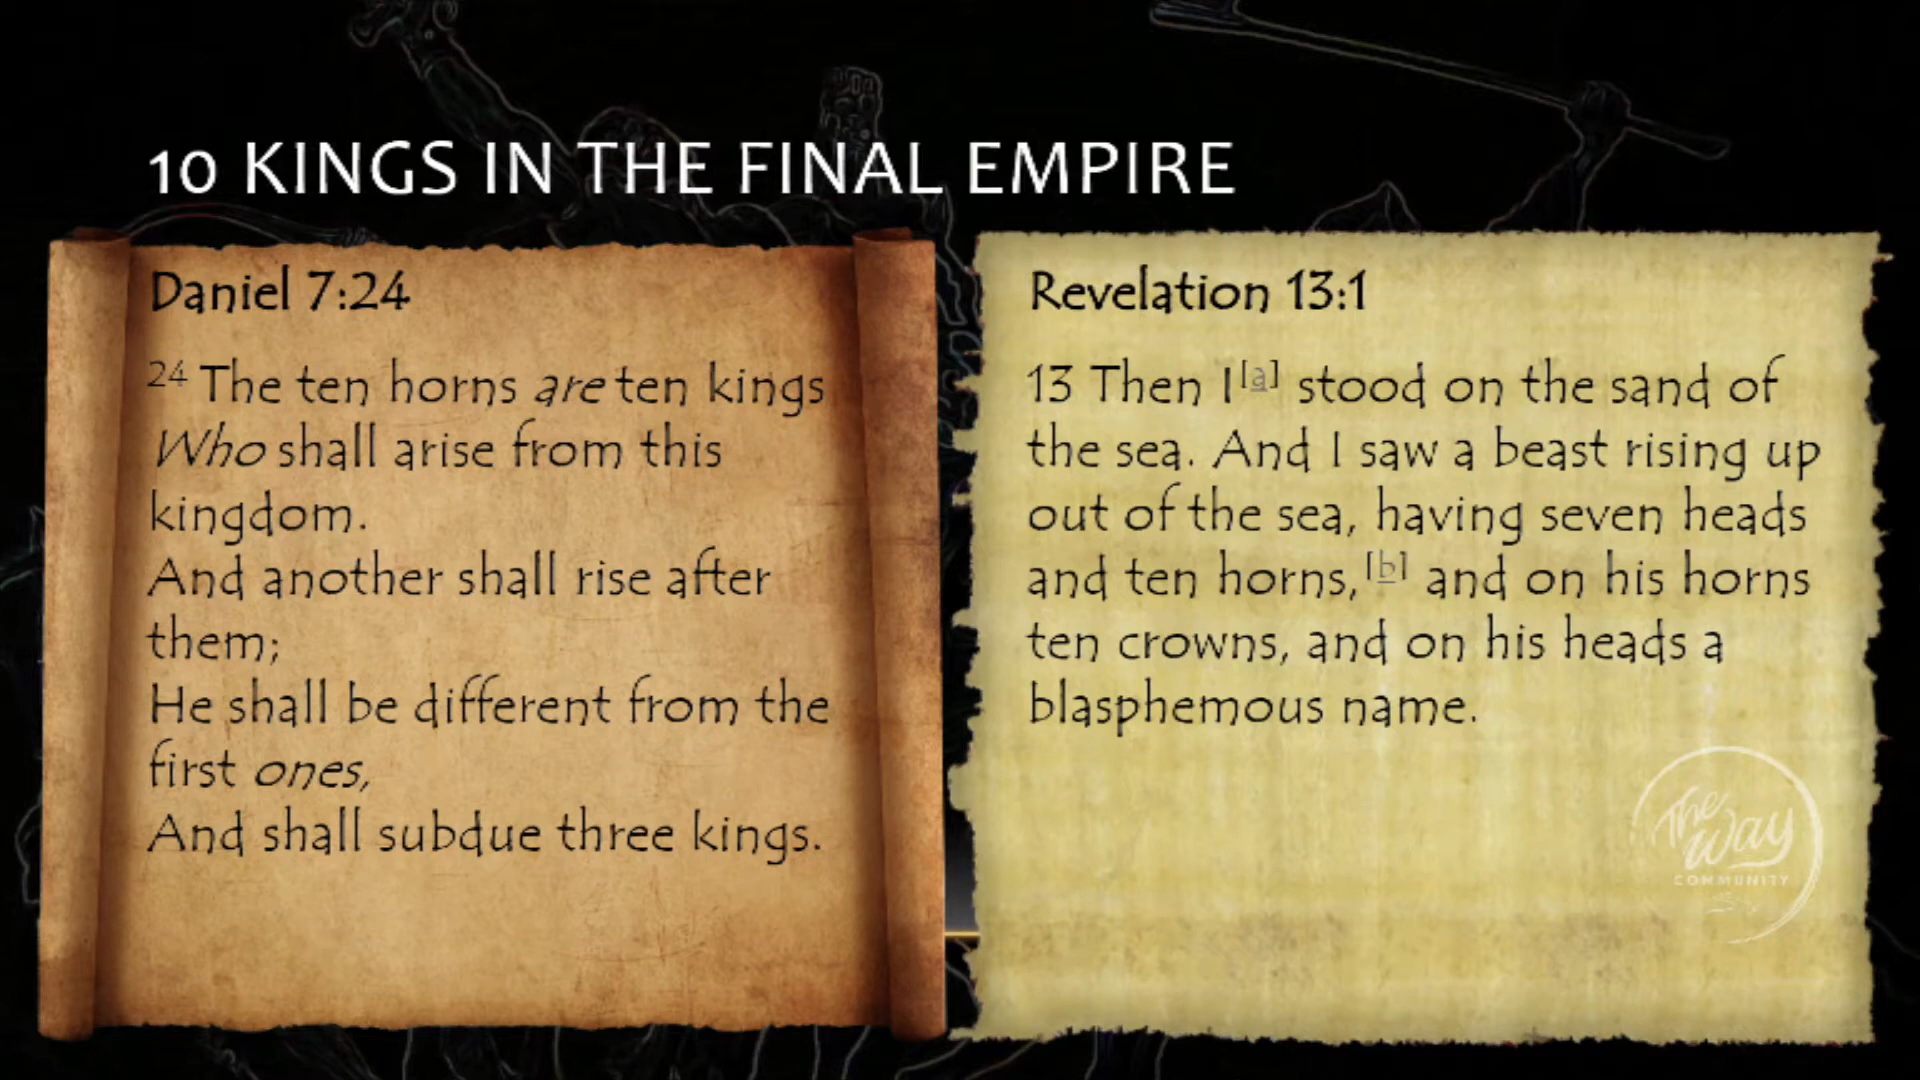 10 KINGS IN THE FINAL EMPIRE
Daniel 7:24
24 The ten horns are ten kings
Who shall arise from this
kingdom.
And another shall rise after
them;
He shall be different from the
first ones,
And shall subdue three kings.
Revelation 13:1
13 Then I[a] stood on the sand of
the sea. And I saw a beast rising up
out of the sea, having seven heads
and ten horns,[b] and on his horns
ten crowns, and on his heads a
blasphemous name.
The
Way
COMMUNITY